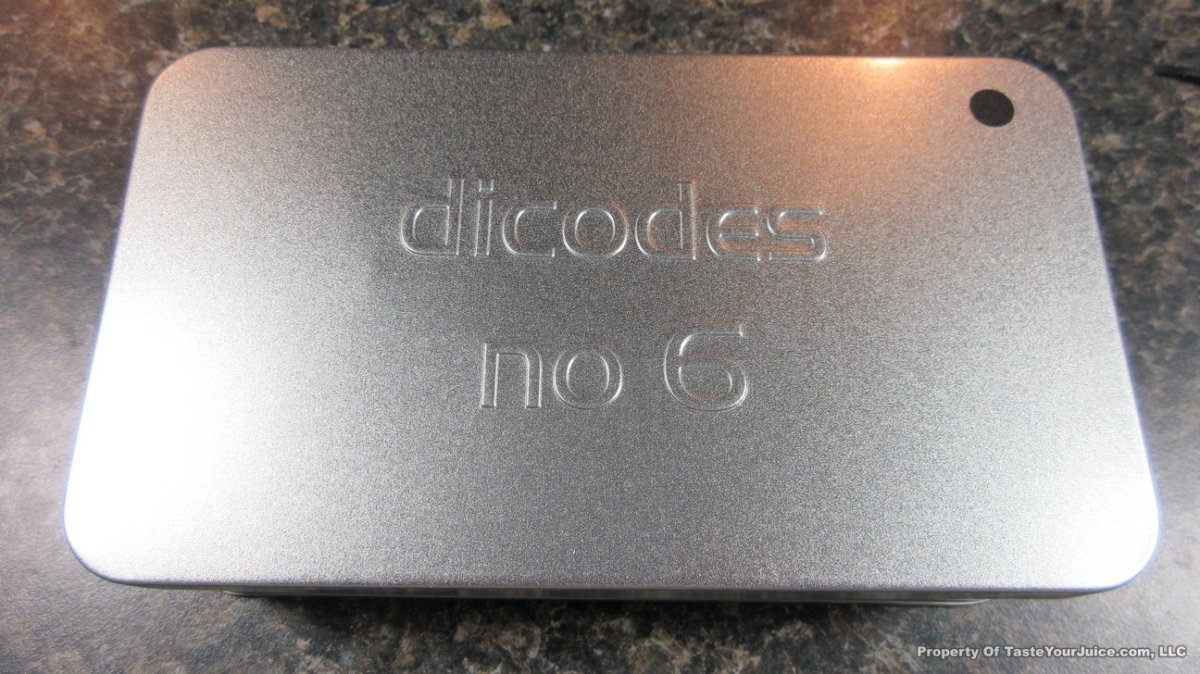 dicodes
no 6
Property Of TasteYourJuice.com, LLC